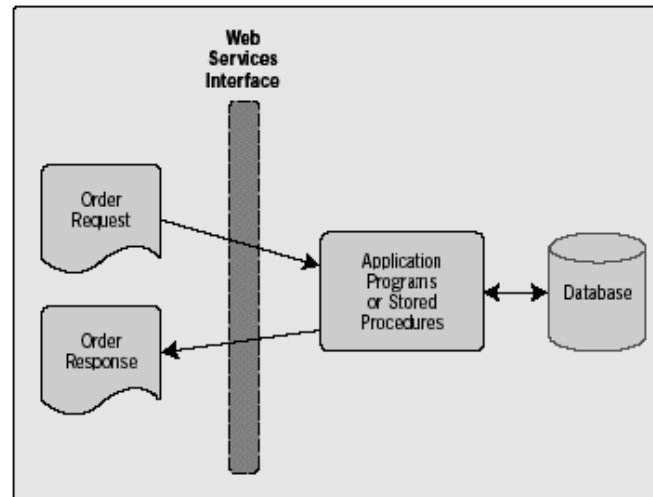 Web
Services
Interface
Order
Request
Application
Programs
or Stored
Procedures
Database
Order
Response